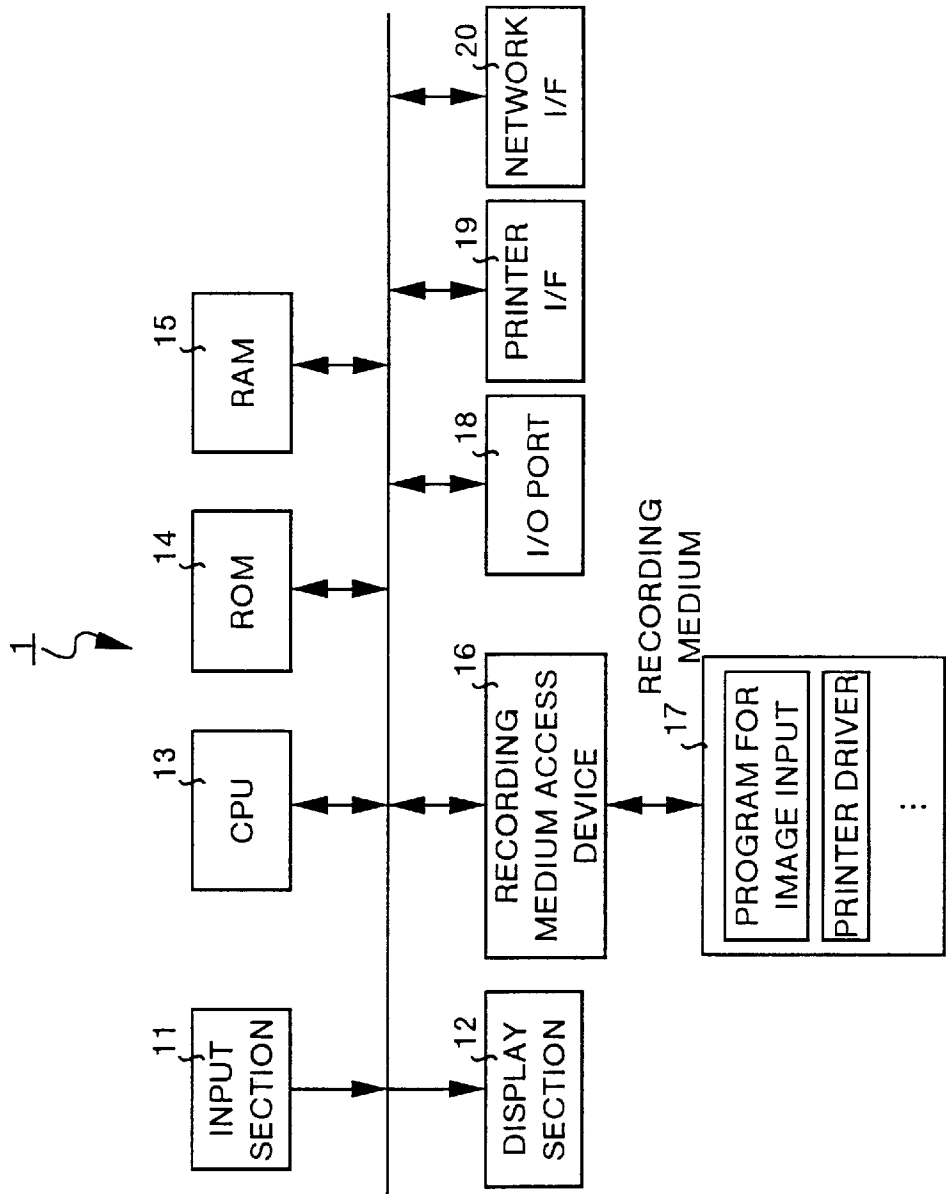 1
11
INPUT
SECTION
13
CPU
14
ROM
15
RAM
12
DISPLAY
SECTION
16
RECORDING
MEDIUM ACCESS
DEVICE
18
I/O PORT
19
PRINTER
I/F
20
NETWORK
I/F
RECORDING
MEDIUM
17
PROGRAM FOR
IMAGE INPUT
PRINTER DRIVER
...